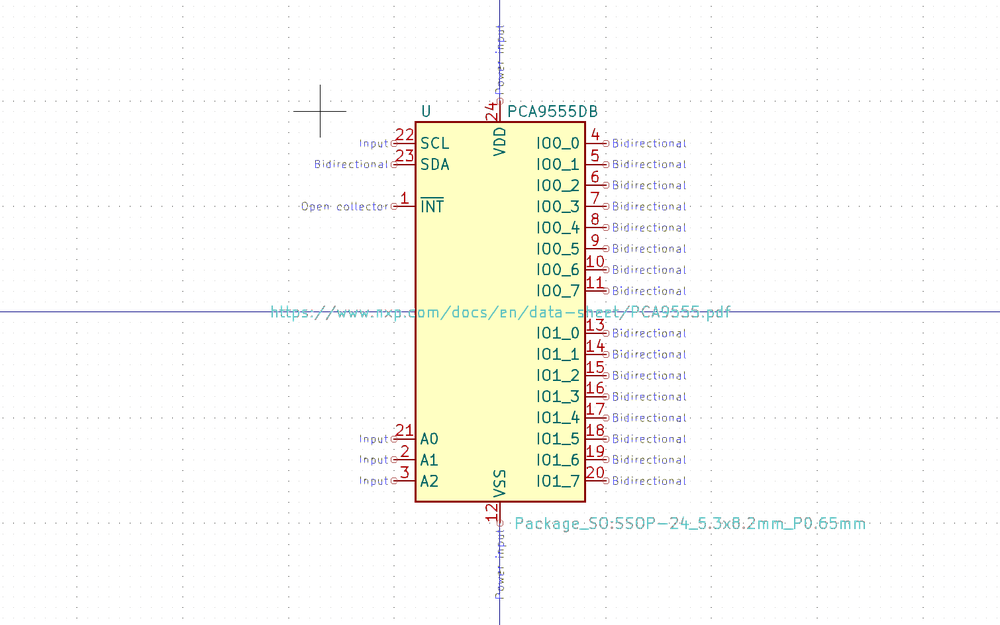 Power input
24
U PCA9555DB
VDD
Input 22 SCL IO0_0 4 Bidirectional
Bidirectional 23 SDA IO0_1 5 Bidirectional
IO0_2 6 Bidirectional
Open collector 1 INT IO0_3 7 Bidirectional
IO0_4 8 Bidirectional
IO0_5 9 Bidirectional
IO0_6 10 Bidirectional
IO0_7 11 Bidirectional
https://www.nxp.com/docs/en/data-sheet/PCA9555.pdf
IO1_0 13 Bidirectional
IO1_1 14 Bidirectional
IO1_2 15 Bidirectional
IO1_3 16 Bidirectional
IO1_4 17 Bidirectional
Input 21 A0 IO1_5 18 Bidirectional
Input 2 A1 IO1_6 19 Bidirectional
Input 3 A2 IO1_7 20 Bidirectional
VSS
12
Package_SO:SSOP-24_5.3x8.2mm_P0.65mm
Power input